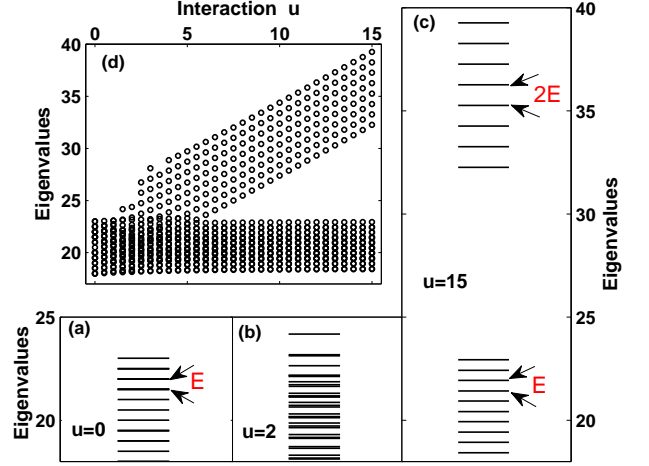 Interaction u
0 5 10 15
40
35
30
25
20
Eigenvalues
(d)
(c)
40
35
30
25
20
Eigenvalues
2E
u=15
E
25
20
Eigenvalues
(a)
E
u=0
(b)
u=2